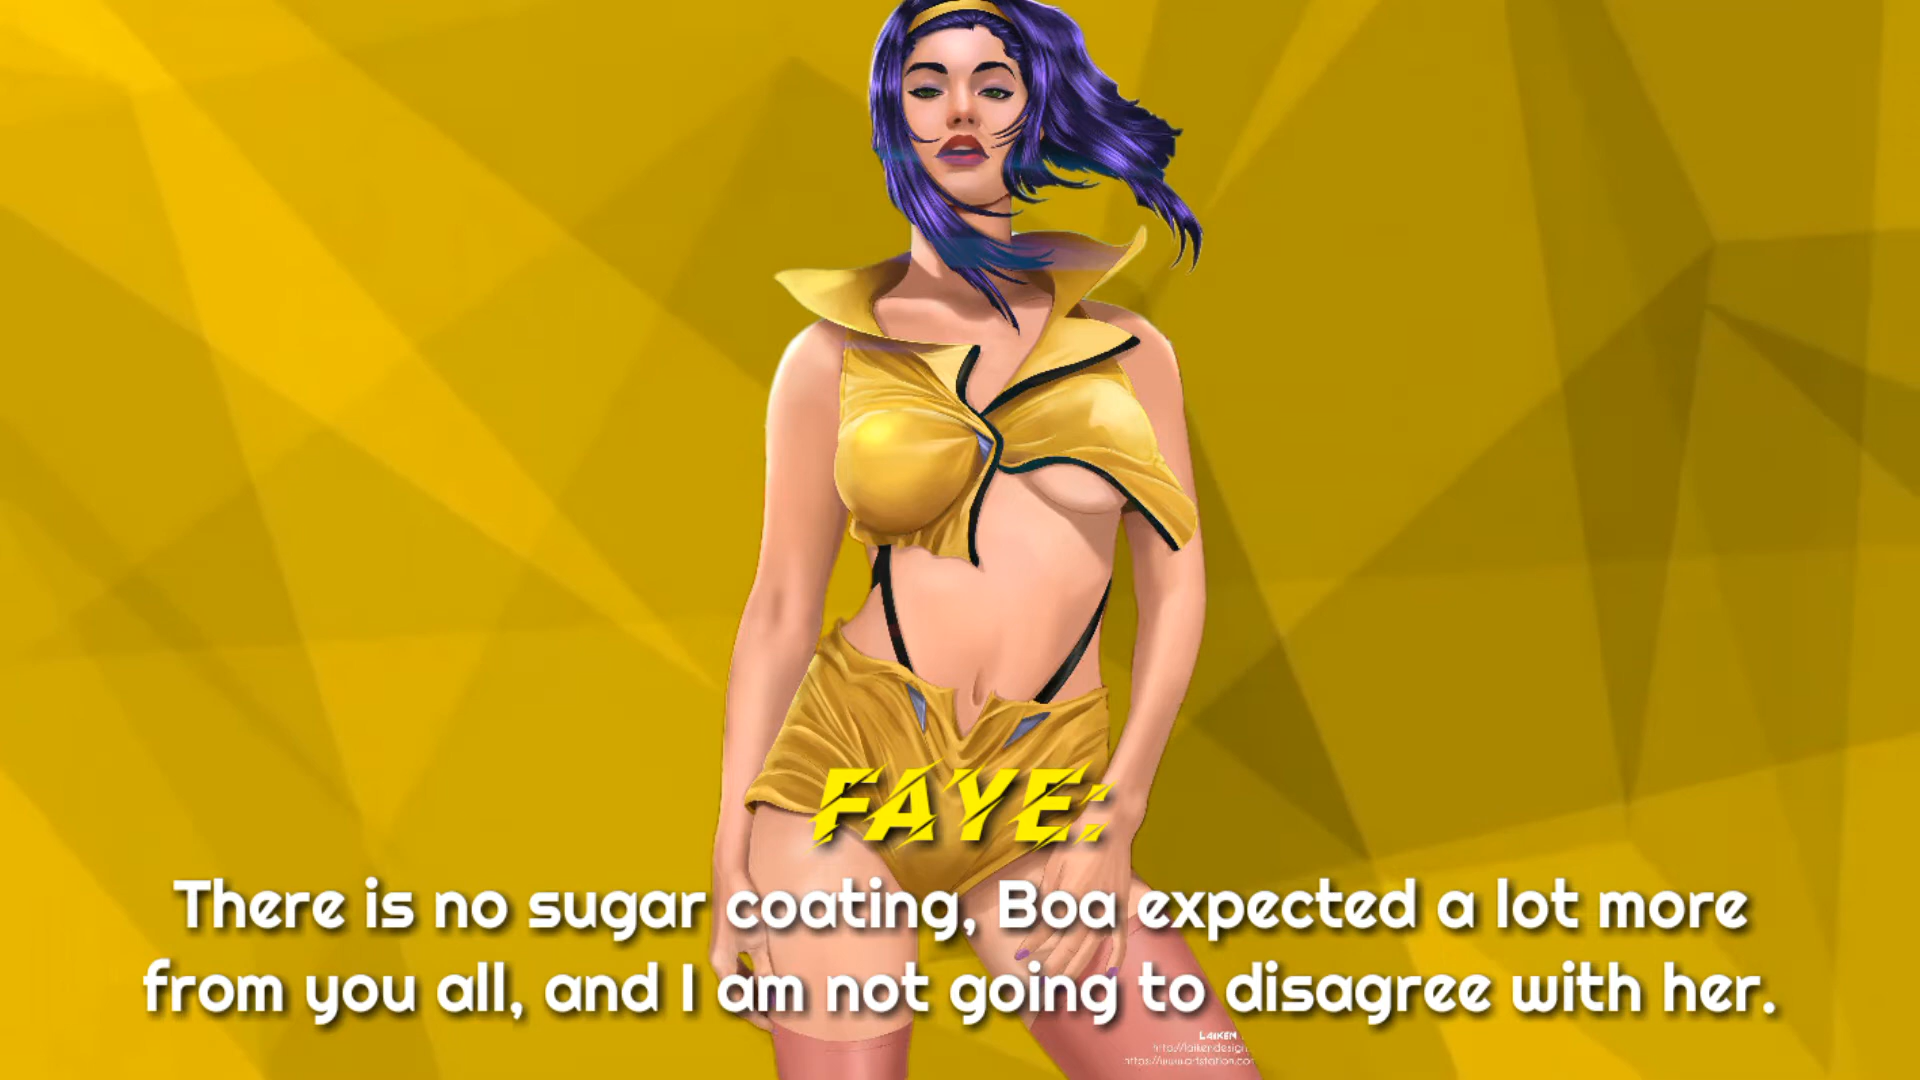 FAYE:
There is no sugar coating, Boa expected a lot more
from you all, and I am not going to disagree with her.
LAIKEN